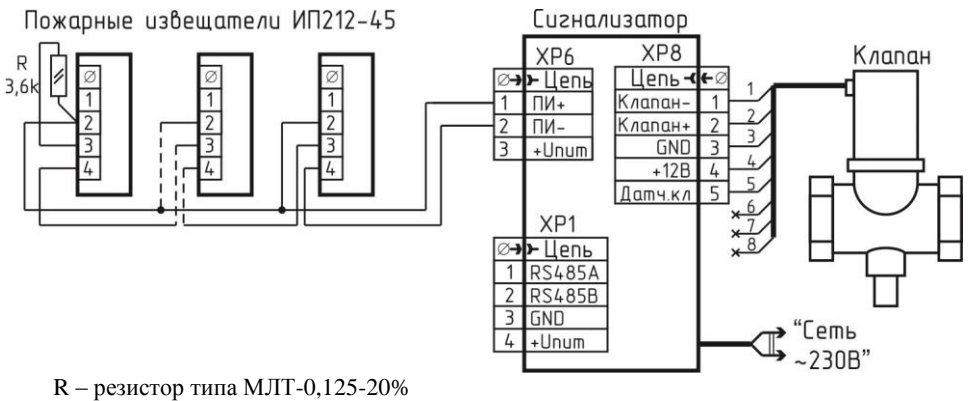 Пожарные извещатели ИП212-45
R
3,6k
Ø
1
2
3
4
Ø
1
2
3
4
Ø
1
2
3
4
Сигнализатор
XP6
Ø Цепь
1 ПИ+
2 ПИ-
3 +Uпит
XP8
Цепь Ø
Клапан- 1
Клапан+ 2
GND 3
+12В 4
Датч.кл 5
1
2
3
4
5
6
7
8
Клапан
XP1
Ø Цепь
1 RS485A
2 RS485B
3 GND
4 +Uпит
"Сеть
~230В"
R – резистор типа МЛТ-0,125-20%